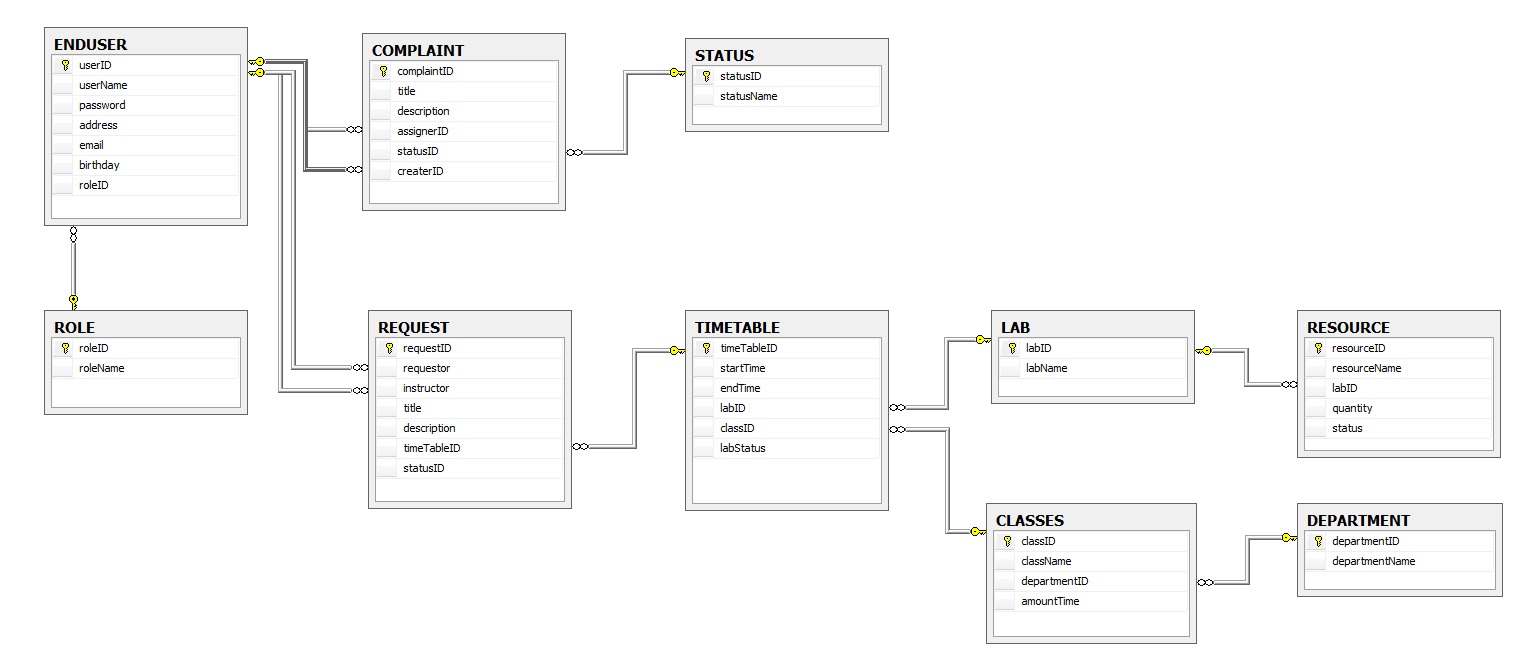 ENDUSER
userID
userName
password
address
email
birthday
roleID
COMPLAINT
complaintID
title
description
assignerID
statusID
createrID
STATUS
statusID
statusName
ROLE
roleID
roleName
REQUEST
requestID
requestor
instructor
title
description
timeTableID
statusID
TIMETABLE
timeTableID
startTime
endTime
labID
classID
labStatus
LAB
labID
labName
RESOURCE
resourceID
resourceName
labID
quantity
status
CLASSES
classID
className
departmentID
amountTime
DEPARTMENT
departmentID
departmentName